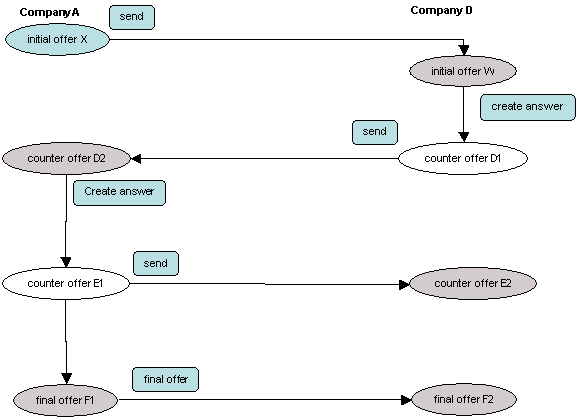 Company A
send
Company D
initial offer X
initial offer W
create answer
send
counter offer D2
counter offer D1
Create answer
send
counter offer E1
counter offer E2
final offer
final offer F1
final offer F2